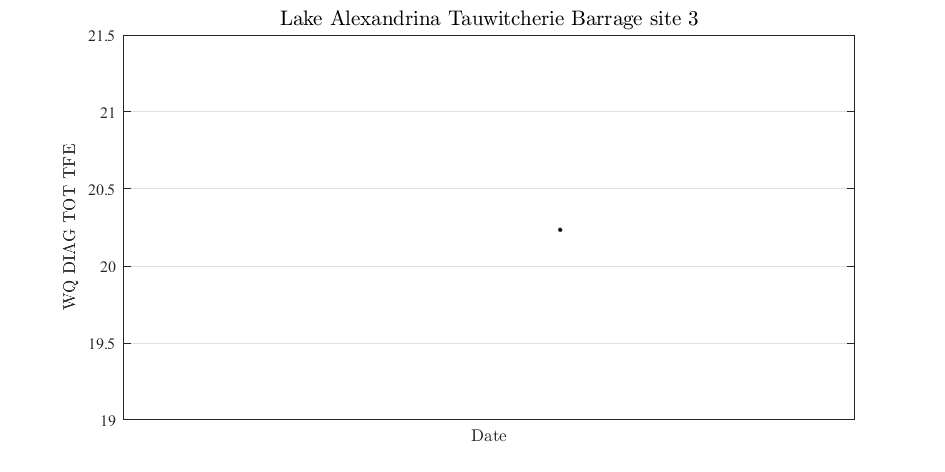 Lake Alexandrina Tauwitcherie Barrage site 3
21.5
21
20.5
20
19.5
19
WQ DIAG TOT TFE
Date